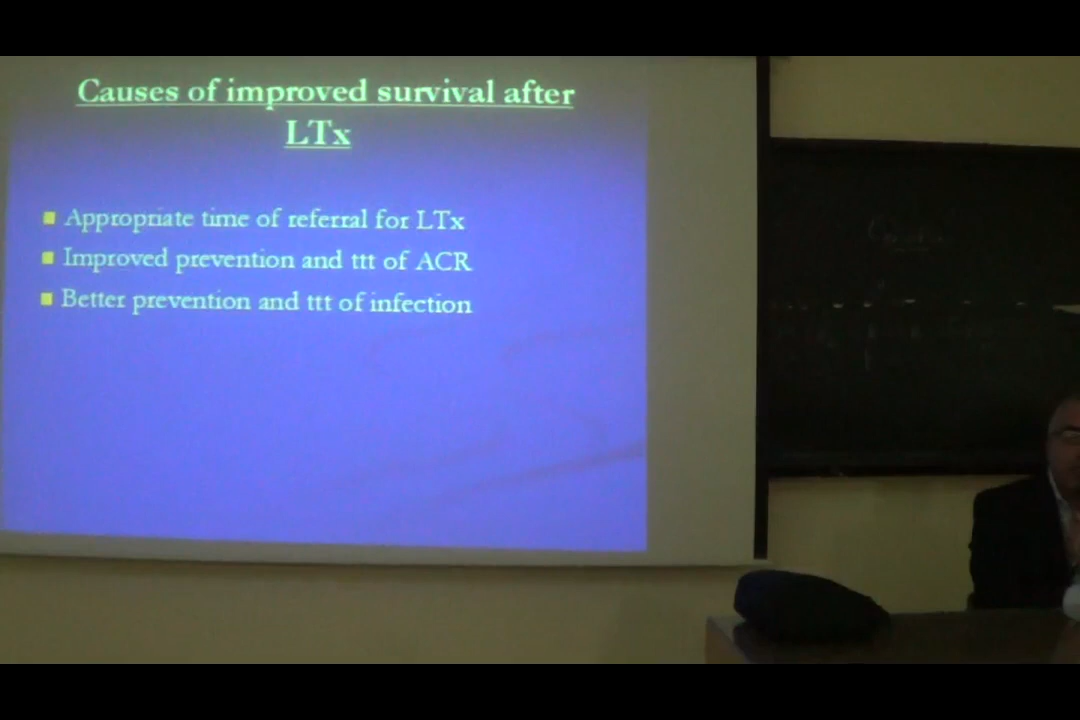 Causes of improved survival after
LTx
Appropriate time of referral for LTx
Improved prevention and ttt of ACR
Better prevention and ttt of infection